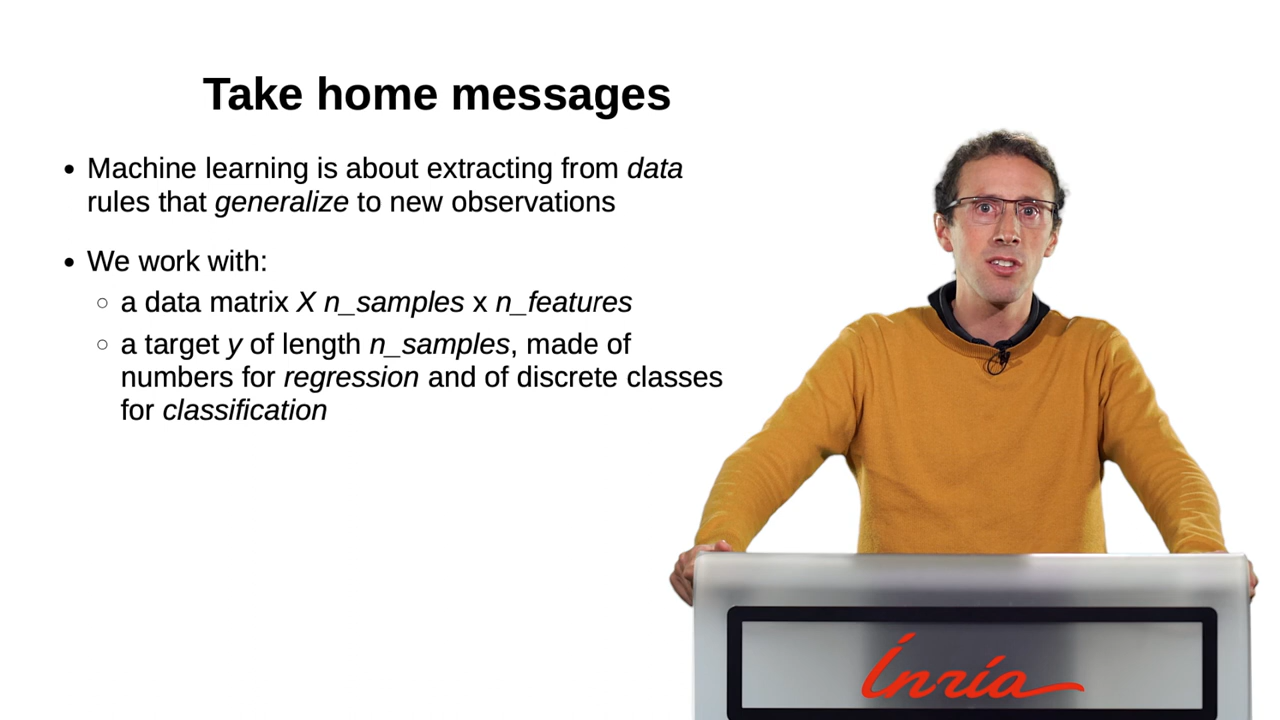 Take home messages
• Machine learning is about extracting from data
rules that generalize to new observations
• We work with:
○ a data matrix X n_samples x n_features
○ a target y of length n_samples, made of
numbers for regression and of discrete classes
for classification
Inría